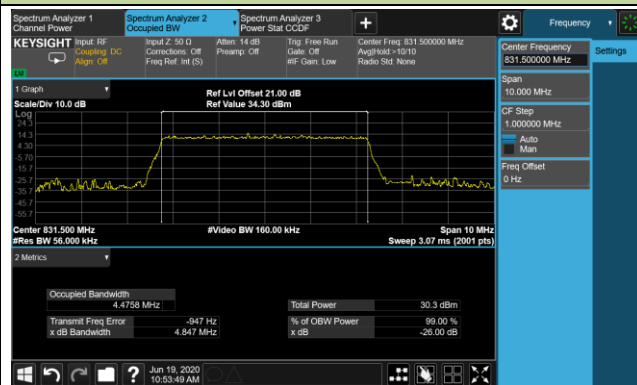 Spectrum Analyzer 1
Channel Power
Spectrum Analyzer 2
Occupied BW
Spectrum Analyzer 3
Power Stat CCDF
+
Frequency
KEYSIGHT
Input: RF
Coupling: DC
Align: Off
Input Z: 50 Ω
Corrections: Off
Freq Ref: Int (S)
Atten: 14 dB
Preamp: Off
Trig: Free Run
Gate: Off
#IF Gain: Low
Center Freq: 831.500000 MHz
Avg|Hold:>10/10
Radio Std: None
Center Frequency
831.500000 MHz
Settings
Span
10.000 MHz
CF Step
1.000000 MHz
Auto
Man
Freq Offset
0 Hz
1 Graph
Scale/Div 10.0 dB
Ref Lvl Offset 21.00 dB
Ref Value 34.30 dBm
Log
24.3
14.3
4.30
-5.70
-15.7
-25.7
-35.7
-45.7
-55.7
Center 831.500 MHz
#Res BW 56.000 kHz
#Video BW 160.00 kHz
Span 10 MHz
Sweep 3.07 ms (2001 pts)
2 Metrics
Occupied Bandwidth
4.4758 MHz
Total Power 30.3 dBm
Transmit Freq Error -947 Hz
% of OBW Power 99.00 %
x dB Bandwidth 4.847 MHz
x dB -26.00 dB
?
Jun 19, 2020
10:53:49 AM